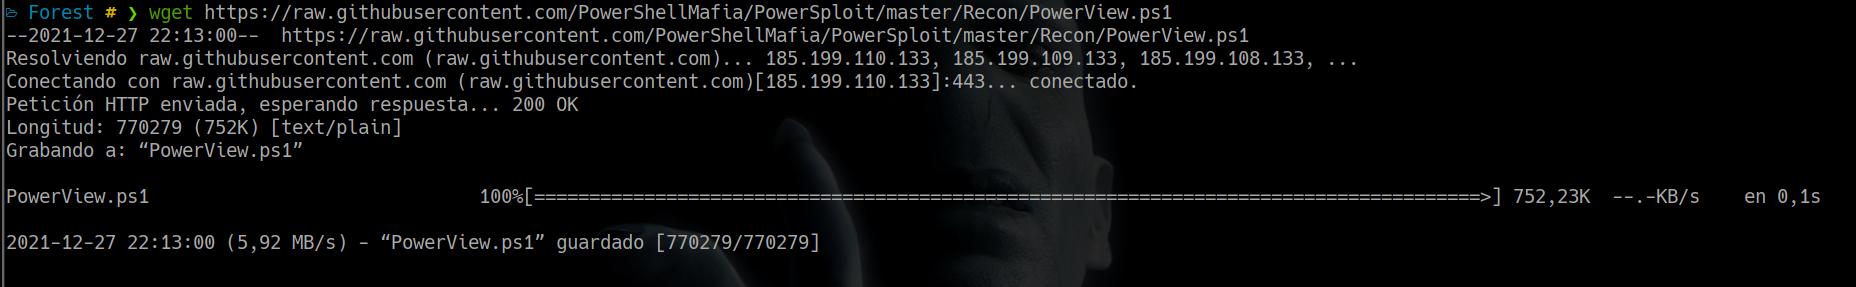 Forest # ❯ wget https://raw.githubusercontent.com/PowerShellMafia/PowerSploit/master/Recon/PowerView.ps1
--2021-12-27 22:13:00--  https://raw.githubusercontent.com/PowerShellMafia/PowerSploit/master/Recon/PowerView.ps1
Resolviendo raw.githubusercontent.com (raw.githubusercontent.com)... 185.199.110.133, 185.199.109.133, 185.199.108.133, ...
Conectando con raw.githubusercontent.com (raw.githubusercontent.com)[185.199.110.133]:443... conectado.
Petición HTTP enviada, esperando respuesta... 200 OK
Longitud: 770279 (752K) [text/plain]
Grabando a: “PowerView.ps1”
PowerView.ps1 100%[======================================================================================>] 752,23K  --.-KB/s    en 0,1s
2021-12-27 22:13:00 (5,92 MB/s) - “PowerView.ps1” guardado [770279/770279]